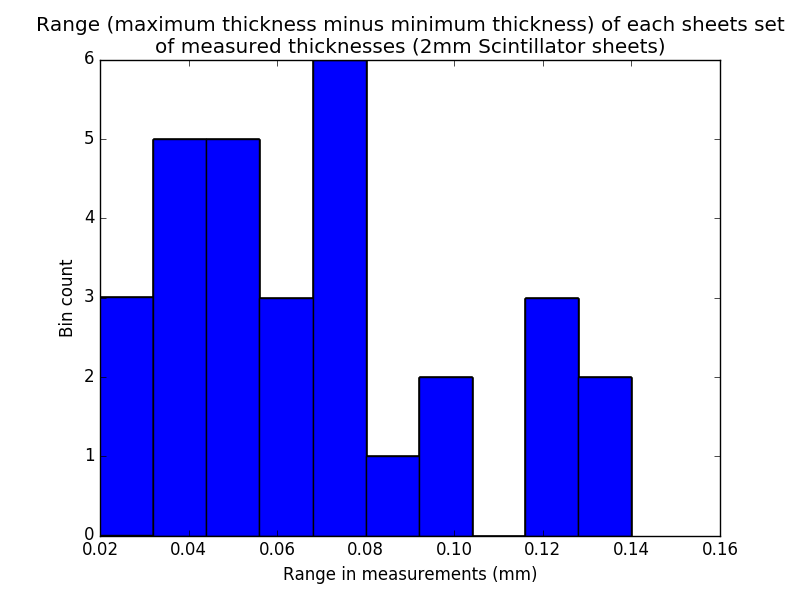 Range (maximum thickness minus minimum thickness) of each sheets set
of measured thicknesses (2mm Scintillator sheets)
6
5
4
3
2
1
0
Bin count
0.02 0.04 0.06 0.08 0.10 0.12 0.14 0.16
Range in measurements (mm)